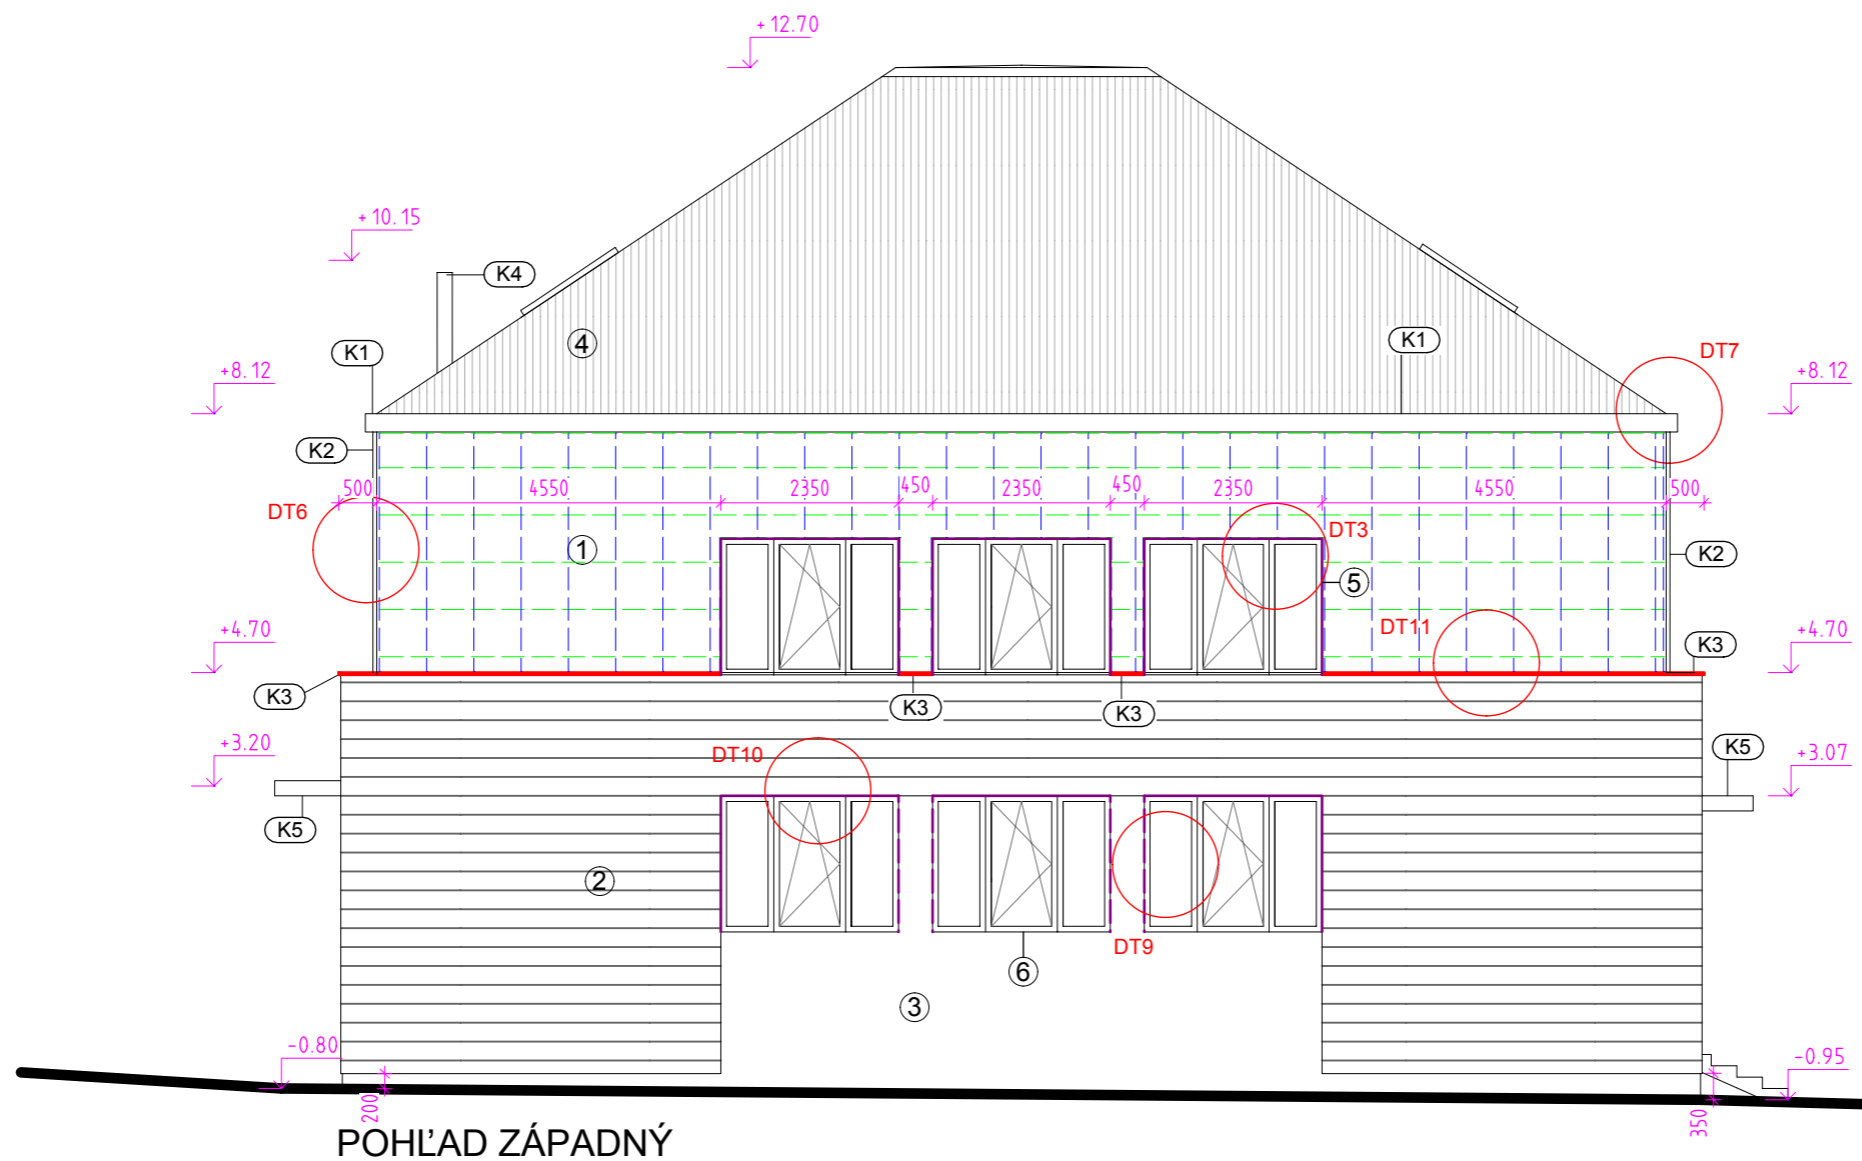 +12.70
+10.15
K4
4
K1
K1
DT7
+8.12
+8.12
K2
500 4550 2350 450 2350 450 2350 4550 500
DT6
DT3
1
K2
5
+4.70
DT11
+4.70
K3
K3
K3
K3
+3.20
DT10
K5
+3.07
K5
2
DT9
6
3
-0.80
-0.95
200
350
POHĽAD ZÁPADNÝ